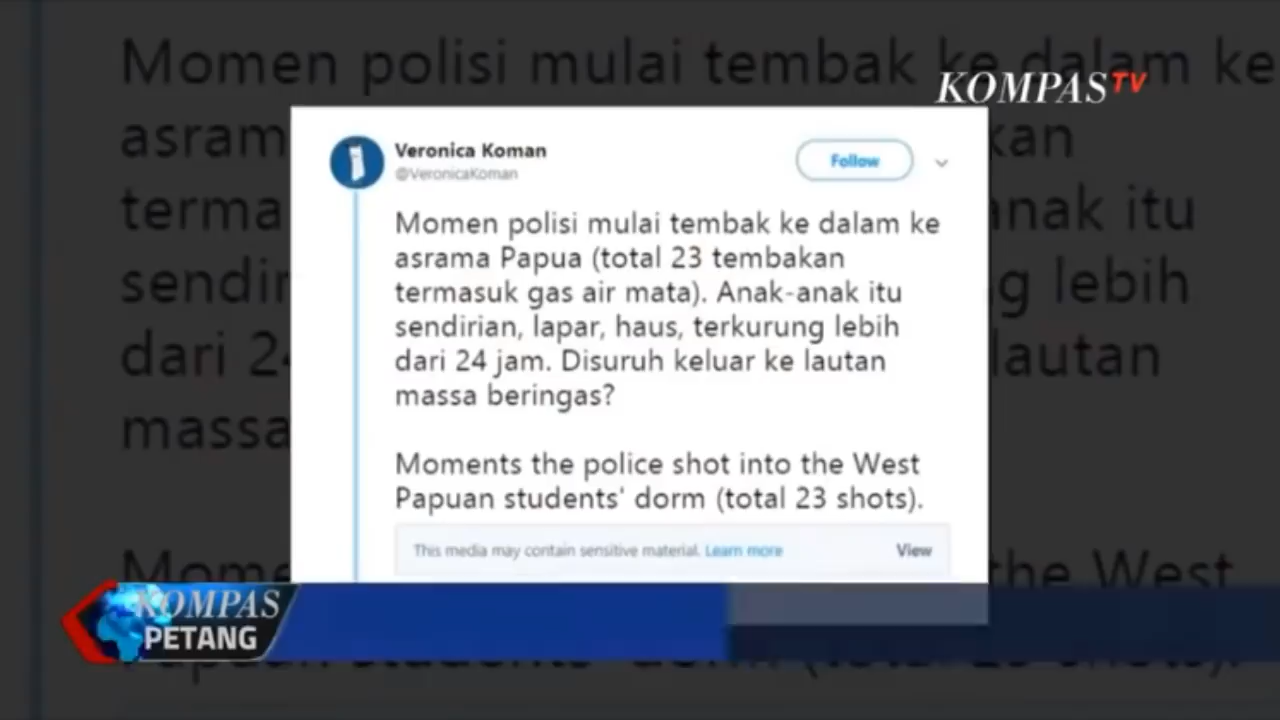 KOMPAS TV
Veronica Koman
@VeronicaKoman
Follow
Momen polisi mulai tembak ke dalam ke
asrama Papua (total 23 tembakan
termasuk gas air mata). Anak-anak itu
sendirian, lapar, haus, terkurung lebih
dari 24 jam. Disuruh keluar ke lautan
massa beringas?
Moments the police shot into the West
Papuan students' dorm (total 23 shots).
This media may contain sensitive material. Learn more
View
KOMPAS
PETANG